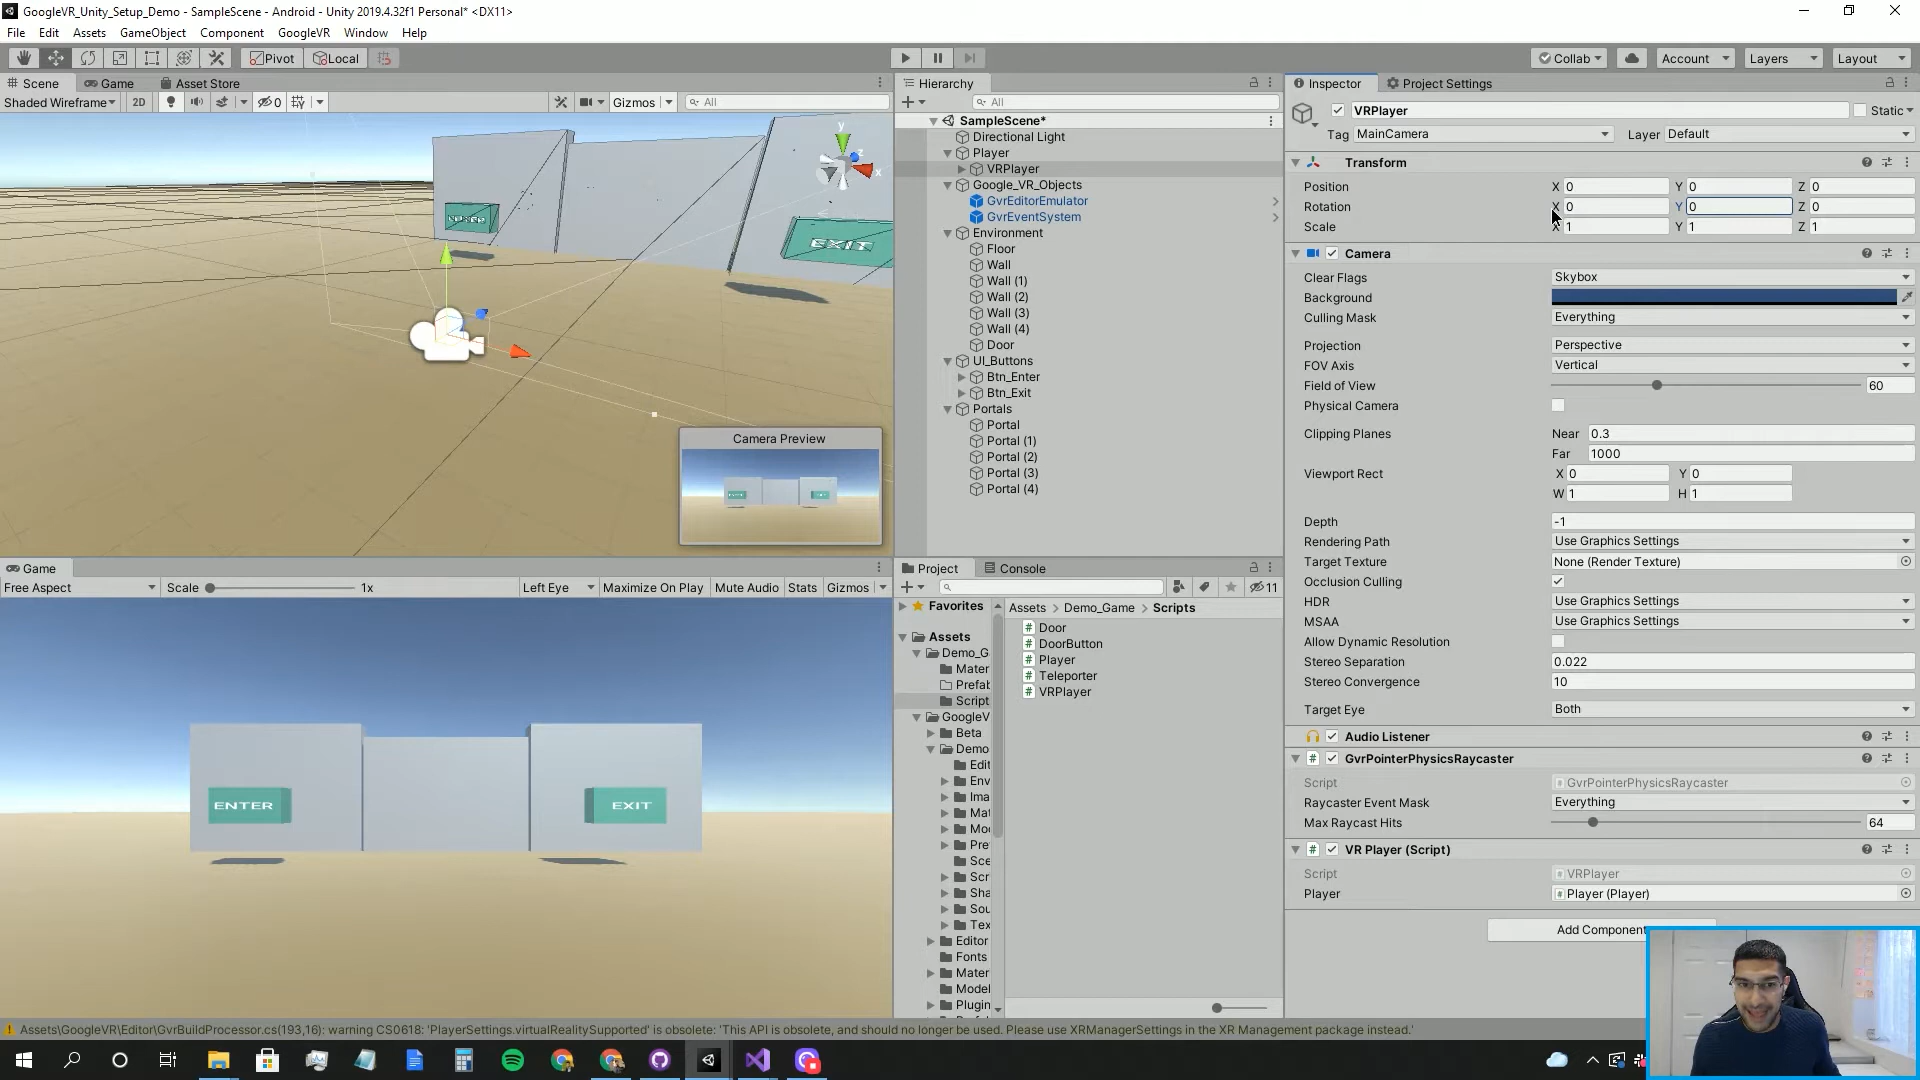 GoogleVR_Unity_Setup_Demo - SampleScene - Android - Unity 2019.4.32f1 Personal* <DX11>
File Edit Assets GameObject Component GoogleVR Window Help
Pivot Local Collab Account Layers Layout
Scene Game Asset Store
Shaded Wireframe 2D 0 Gizmos All
y
z
x
EXIT
Camera Preview
Game
Free Aspect Scale 1x Left Eye Maximize On Play Mute Audio Stats Gizmos
ENTER EXIT
Hierarchy
All
SampleScene*
Directional Light
Player
VRPlayer
Google_VR_Objects
GvrEditorEmulator
GvrEventSystem
Environment
Floor
Wall
Wall (1)
Wall (2)
Wall (3)
Wall (4)
Door
UI_Buttons
Btn_Enter
Btn_Exit
Portals
Portal
Portal (1)
Portal (2)
Portal (3)
Portal (4)
Project Console
11
Favorites
Assets
Demo_G
Mater
Prefab
Script
GoogleV
Beta
Demo
Edit
Env
Ima
Mat
Mod
Pre
Sce
Scr
Sha
Sou
Tex
Editor
Fonts
Mater
Model
Plugin
Assets > Demo_Game > Scripts
Door
DoorButton
Player
Teleporter
VRPlayer
Inspector Project Settings
VRPlayer Static
Tag MainCamera Layer Default
Transform
Position X 0 Y 0 Z 0
Rotation X 0 Y 0 Z 0
Scale X 1 Y 1 Z 1
Camera
Clear Flags Skybox
Background
Culling Mask Everything
Projection Perspective
FOV Axis Vertical
Field of View 60
Physical Camera
Clipping Planes Near 0.3
Far 1000
Viewport Rect X 0 Y 0
W 1 H 1
Depth -1
Rendering Path Use Graphics Settings
Target Texture None (Render Texture)
Occlusion Culling
HDR Use Graphics Settings
MSAA Use Graphics Settings
Allow Dynamic Resolution
Stereo Separation 0.022
Stereo Convergence 10
Target Eye Both
Audio Listener
GvrPointerPhysicsRaycaster
Script GvrPointerPhysicsRaycaster
Raycaster Event Mask Everything
Max Raycast Hits 64
VR Player (Script)
Script VRPlayer
Player Player (Player)
Add Component
Assets\GoogleVR\Editor\GvrBuildProcessor.cs(193,16): warning CS0618: 'PlayerSettings.virtualRealitySupported' is obsolete: 'This API is obsolete, and should no longer be used. Please use XRManagerSettings in the XR Management package instead.'